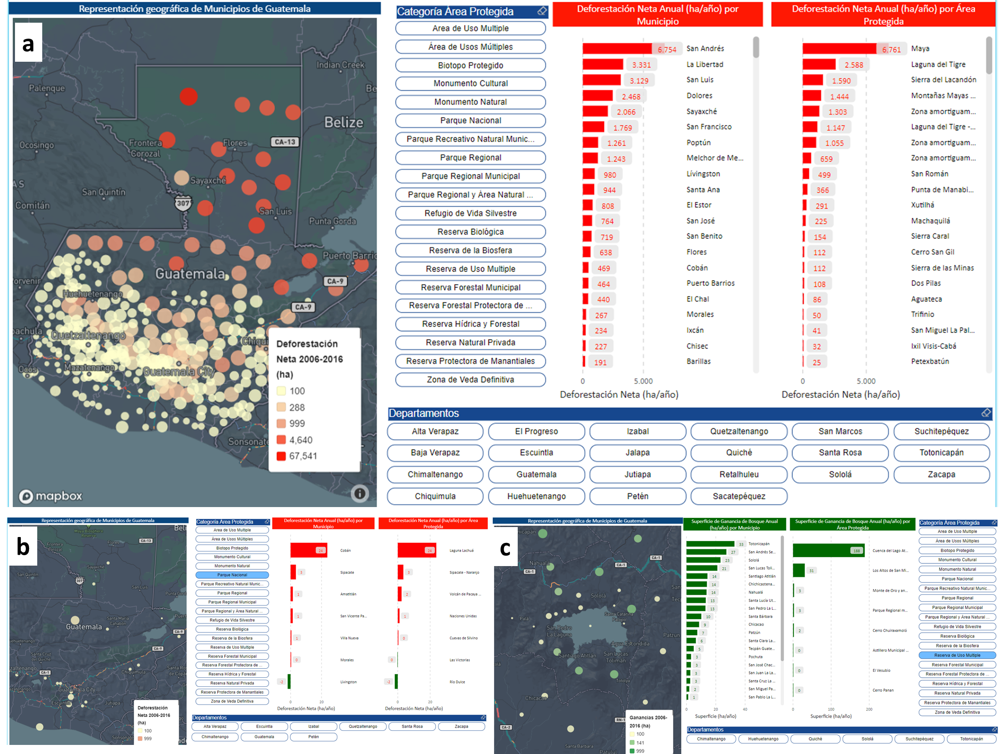 Representación geográfica de Municipios de Guatemala
a
Indian Creek
Palenque
Be
Belize
Frontera
Corozal
Flores
CA-13
Ocosingo
Sayaxché
AS
San Quintín
307
Comitán
San Luis
Punta Gorda
Puerto Barrio
Guatemala
orvenir
CA-9
Huehuetenango
CA-9
pachula
Quetzaltenango
Chiqui
Ocós
Mazatenango
Guatemala City
Sonsonate
Deforestación
Neta 2006-2016
(ha)
100
288
999
4,640
67,541
mapbox
Categoría Área Protegida
Area de Uso Multiple
Área de Usos Múltiples
Biotopo Protegido
Monumento Cultural
Monumento Natural
Parque Nacional
Parque Recreativo Natural Munic...
Parque Regional
Parque Regional Municipal
Parque Regional y Área Natural ...
Refugio de Vida Silvestre
Reserva Biológica
Reserva de la Biosfera
Reserva de Uso Multiple
Reserva Forestal Municipal
Reserva Forestal Protectora de ...
Reserva Hídrica y Forestal
Reserva Natural Privada
Reserva Protectora de Manantiales
Zona de Veda Definitiva
Deforestación Neta Anual (ha/año) por
Municipio
6.754 San Andrés
3.331 La Libertad
3.129 San Luis
2.468 Dolores
2.066 Sayaxché
1.769 San Francisco
1.261 Poptún
1.243 Melchor de Me...
980 Lívingston
944 Santa Ana
808 El Estor
764 San José
719 San Benito
638 Flores
469 Cobán
464 Puerto Barrios
440 El Chal
267 Morales
234 Ixcán
227 Chisec
191 Barillas
0 5.000
Deforestación Neta (ha/año)
Deforestación Neta Anual (ha/año) por Área
Protegida
6.761 Maya
2.588 Laguna del Tigre
1.590 Sierra del Lacandón
1.444 Montañas Mayas ...
1.303 Zona amortiguam...
1.147 Laguna del Tigre -...
1.055 Zona amortiguam...
659 Zona amortiguam...
499 San Román
366 Punta de Manabi...
291 Xutilhá
225 Machaquilá
154 Sierra Caral
112 Cerro San Gil
112 Sierra de las Minas
108 Dos Pilas
86 Aguateca
50 Trifinio
41 San Miguel La Pal...
32 Ixil Visis-Cabá
25 Petexbatún
0 5.000
Deforestación Neta (ha/año)
Departamentos
Alta Verapaz El Progreso Izabal Quetzaltenango San Marcos Suchitepéquez
Baja Verapaz Escuintla Jalapa Quiché Santa Rosa Totonicapán
Chimaltenango Guatemala Jutiapa Retalhuleu Sololá Zacapa
Chiquimula Huehuetenango Petén Sacatepéquez
Representación geográfica de Municipios de Guatemala
b
Maya Biosphere
Reserve
Beli
Frontera
Corozal
Flores
CA-13
Sayaxché
San Quintín
307
San Luis
Punta Gord
Santa María
Cahabón
Puert
Guatemala
CA-9
uehuetenango
CA-9
Santa Cruz
del Quiché
zaltenango
CA-1
Chiquimula
Santa Ro
de Copá
azatenango
Guatemala City
Escuintla
Jutiapa
Sonsonate
Deforestación
Neta 2006-2016
(ha)
100
999
Categoría Área Protegida
Area de Uso Multiple
Área de Usos Múltiples
Biotopo Protegido
Monumento Cultural
Monumento Natural
Parque Nacional
Parque Recreativo Natural Munic...
Parque Regional
Parque Regional Municipal
Parque Regional y Área Natural ...
Refugio de Vida Silvestre
Reserva Biológica
Reserva de la Biosfera
Reserva de Uso Multiple
Reserva Forestal Municipal
Reserva Forestal Protectora de ...
Reserva Hídrica y Forestal
Reserva Natural Privada
Reserva Protectora de Manantiales
Zona de Veda Definitiva
Deforestación Neta Anual (ha/año) por
Municipio
24 Cobán
3 Sipacate
1 Amatitlán
1 San Vicente Pa...
1 Villa Nueva
0 Morales
-2 Lívingston
0 20
Deforestación Neta (ha/año)
Deforestación Neta Anual (ha/año) por Área
Protegida
24 Laguna Lachuá
3 Sipacate - Naranjo
2 Volcán de Pacaya ...
1 Naciones Unidas
0 Cuevas de Silvino
0 Las Victorias
-2 Río Dulce
0 20
Deforestación Neta (ha/año)
Departamentos
Alta Verapaz Escuintla Izabal Quetzaltenango Santa Rosa Zacapa
Chimaltenango Guatemala Petén
Representación geográfica de Municipios de Guatemala
c
nicapán
CA-1
Nahualá
CA-1
CA-1
San
Sololá
Tecp
Santa Catarina
Palopó
Palá
San Pedro
La Laguna
Patzun
Agua Escondida
Santiago Atitlán
San Lucas
Tolimán
Totolya
Chicacao
RN-1
CA-2
Santa Barbara
Patulul
Ganancias 2006-
2016 (ha)
100
141
999
Superficie de Ganancia de Bosque Anual
(ha/año) por Municipio
33 Totonicapán
27 San Andrés Se...
23 Sololá
21 San Lucas Toli...
14 Santiago Atitlán
14 Chichicastena...
14 Nahualá
13 Santa Lucía Ut...
13 San Pedro La L...
10 Santa Bárbara
9 Chicacao
7 Patzún
6 Santa Clara La...
5 Tecpán Guate...
3 Pochuta
3 San José Chac...
3 San Juan La La...
3 Santa Cruz La ...
2 San Miguel Pa...
1 San Pablo La L...
0 20 40
Superficie (ha/año)
Superficie de Ganancia de Bosque Anual (ha/año) por
Área Protegida
188 Cuenca del Lago At...
31 Los Altos de San Mi...
3 Monte de Oro y an...
3 Parque Regional m...
2 Cerro Chuiraxamoló
0 Astillero Municipal ...
0 El Vesubio
0 Cerro Panan
0 100 200
Superficie (ha/año)
Categoría Área Protegida
Area de Uso Multiple
Área de Usos Múltiples
Biotopo Protegido
Monumento Cultural
Monumento Natural
Parque Nacional
Parque Recreativo Natural Munic...
Parque Regional
Parque Regional Municipal
Parque Regional y Área Natural ...
Refugio de Vida Silvestre
Reserva Biológica
Reserva de la Biosfera
Reserva de Uso Multiple
Reserva Forestal Municipal
Reserva Forestal Protectora de ...
Reserva Hídrica y Forestal
Reserva Natural Privada
Reserva Protectora de Manantiales
Zona de Veda Definitiva
Departamentos
Chimaltenango Huehuetenango Quiché Sololá Suchitepéquez Totonicapán